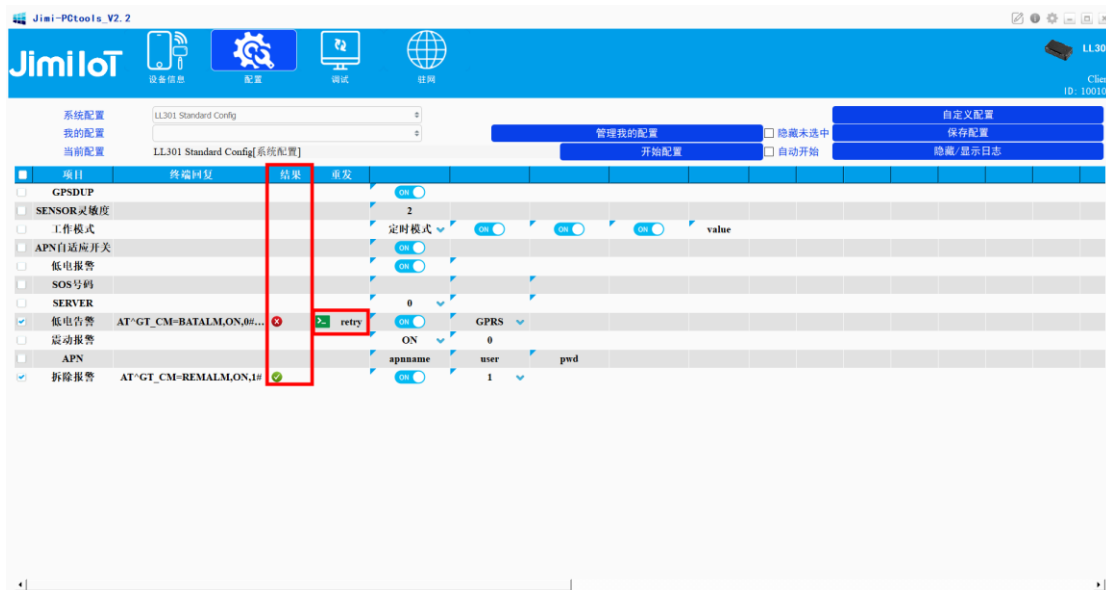 Jimi-PCtools_V2.2
Jimi IoT
设备信息
配置
调试
驻网
LL30
Clien
ID: 10010
系统配置 LL301 Standard Config 自定义配置
我的配置 管理我的配置 隐藏未选中 保存配置
当前配置 LL301 Standard Config[系统配置] 开始配置 自动开始 隐藏/显示日志
项目 终端回复 结果 重发
GPSDUP ON
SENSOR灵敏度 2
工作模式 定时模式 ON ON ON value
APN自适应开关 ON
低电报警 ON
SOS号码
SERVER 0
低电告警 AT^GT_CM=BATALM,ON,0#... retry ON GPRS
震动报警 ON 0
APN apnname user pwd
拆除报警 AT^GT_CM=REMALM,ON,1# ON 1